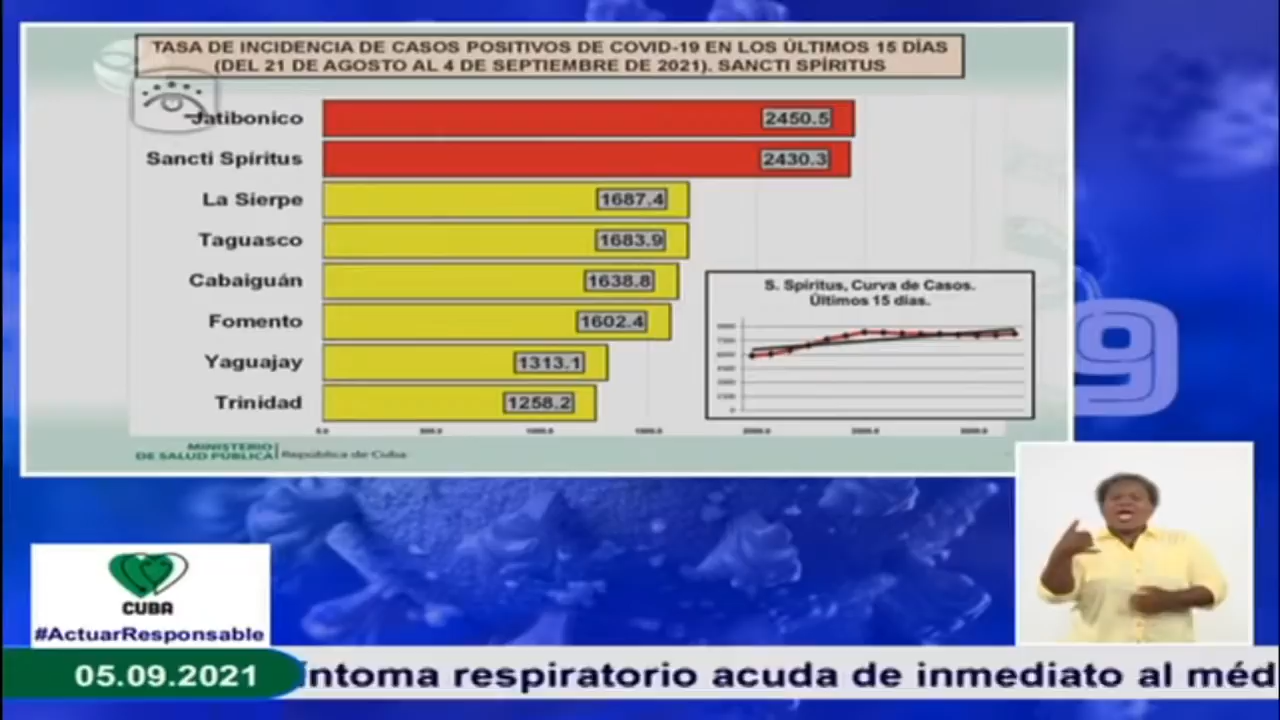 TASA DE INCIDENCIA DE CASOS POSITIVOS DE COVID-19 EN LOS ÚLTIMOS 15 DÍAS
(DEL 21 DE AGOSTO AL 4 DE SEPTIEMBRE DE 2021). SANCTI SPÍRITUS
Jatibonico 2450.5
Sancti Spíritus 2430.3
La Sierpe 1687.4
Taguasco 1683.9
Cabaiguán 1638.8
Fomento 1602.4
Yaguajay 1313.1
Trinidad 1258.2
S. Spíritus, Curva de Casos.
Últimos 15 días.
MINISTERIO
DE SALUD PÚBLICA República de Cuba
9
CUBA
#ActuarResponsable
05.09.2021 íntoma respiratorio acuda de inmediato al méd